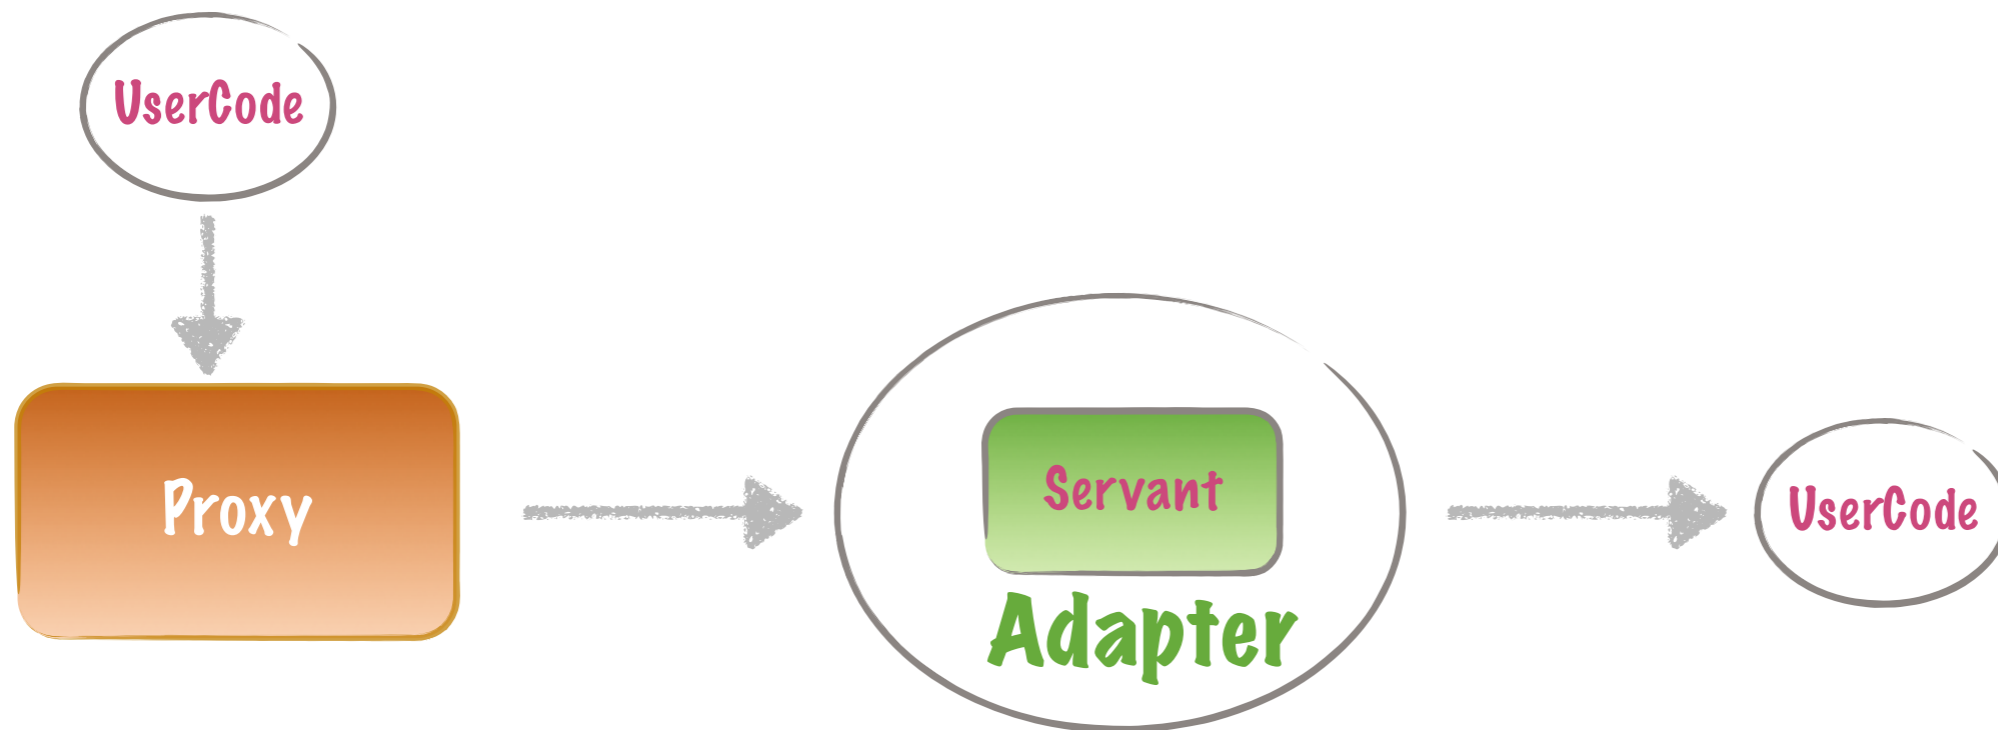 UserCode
Proxy
Servant
Adapter
UserCode